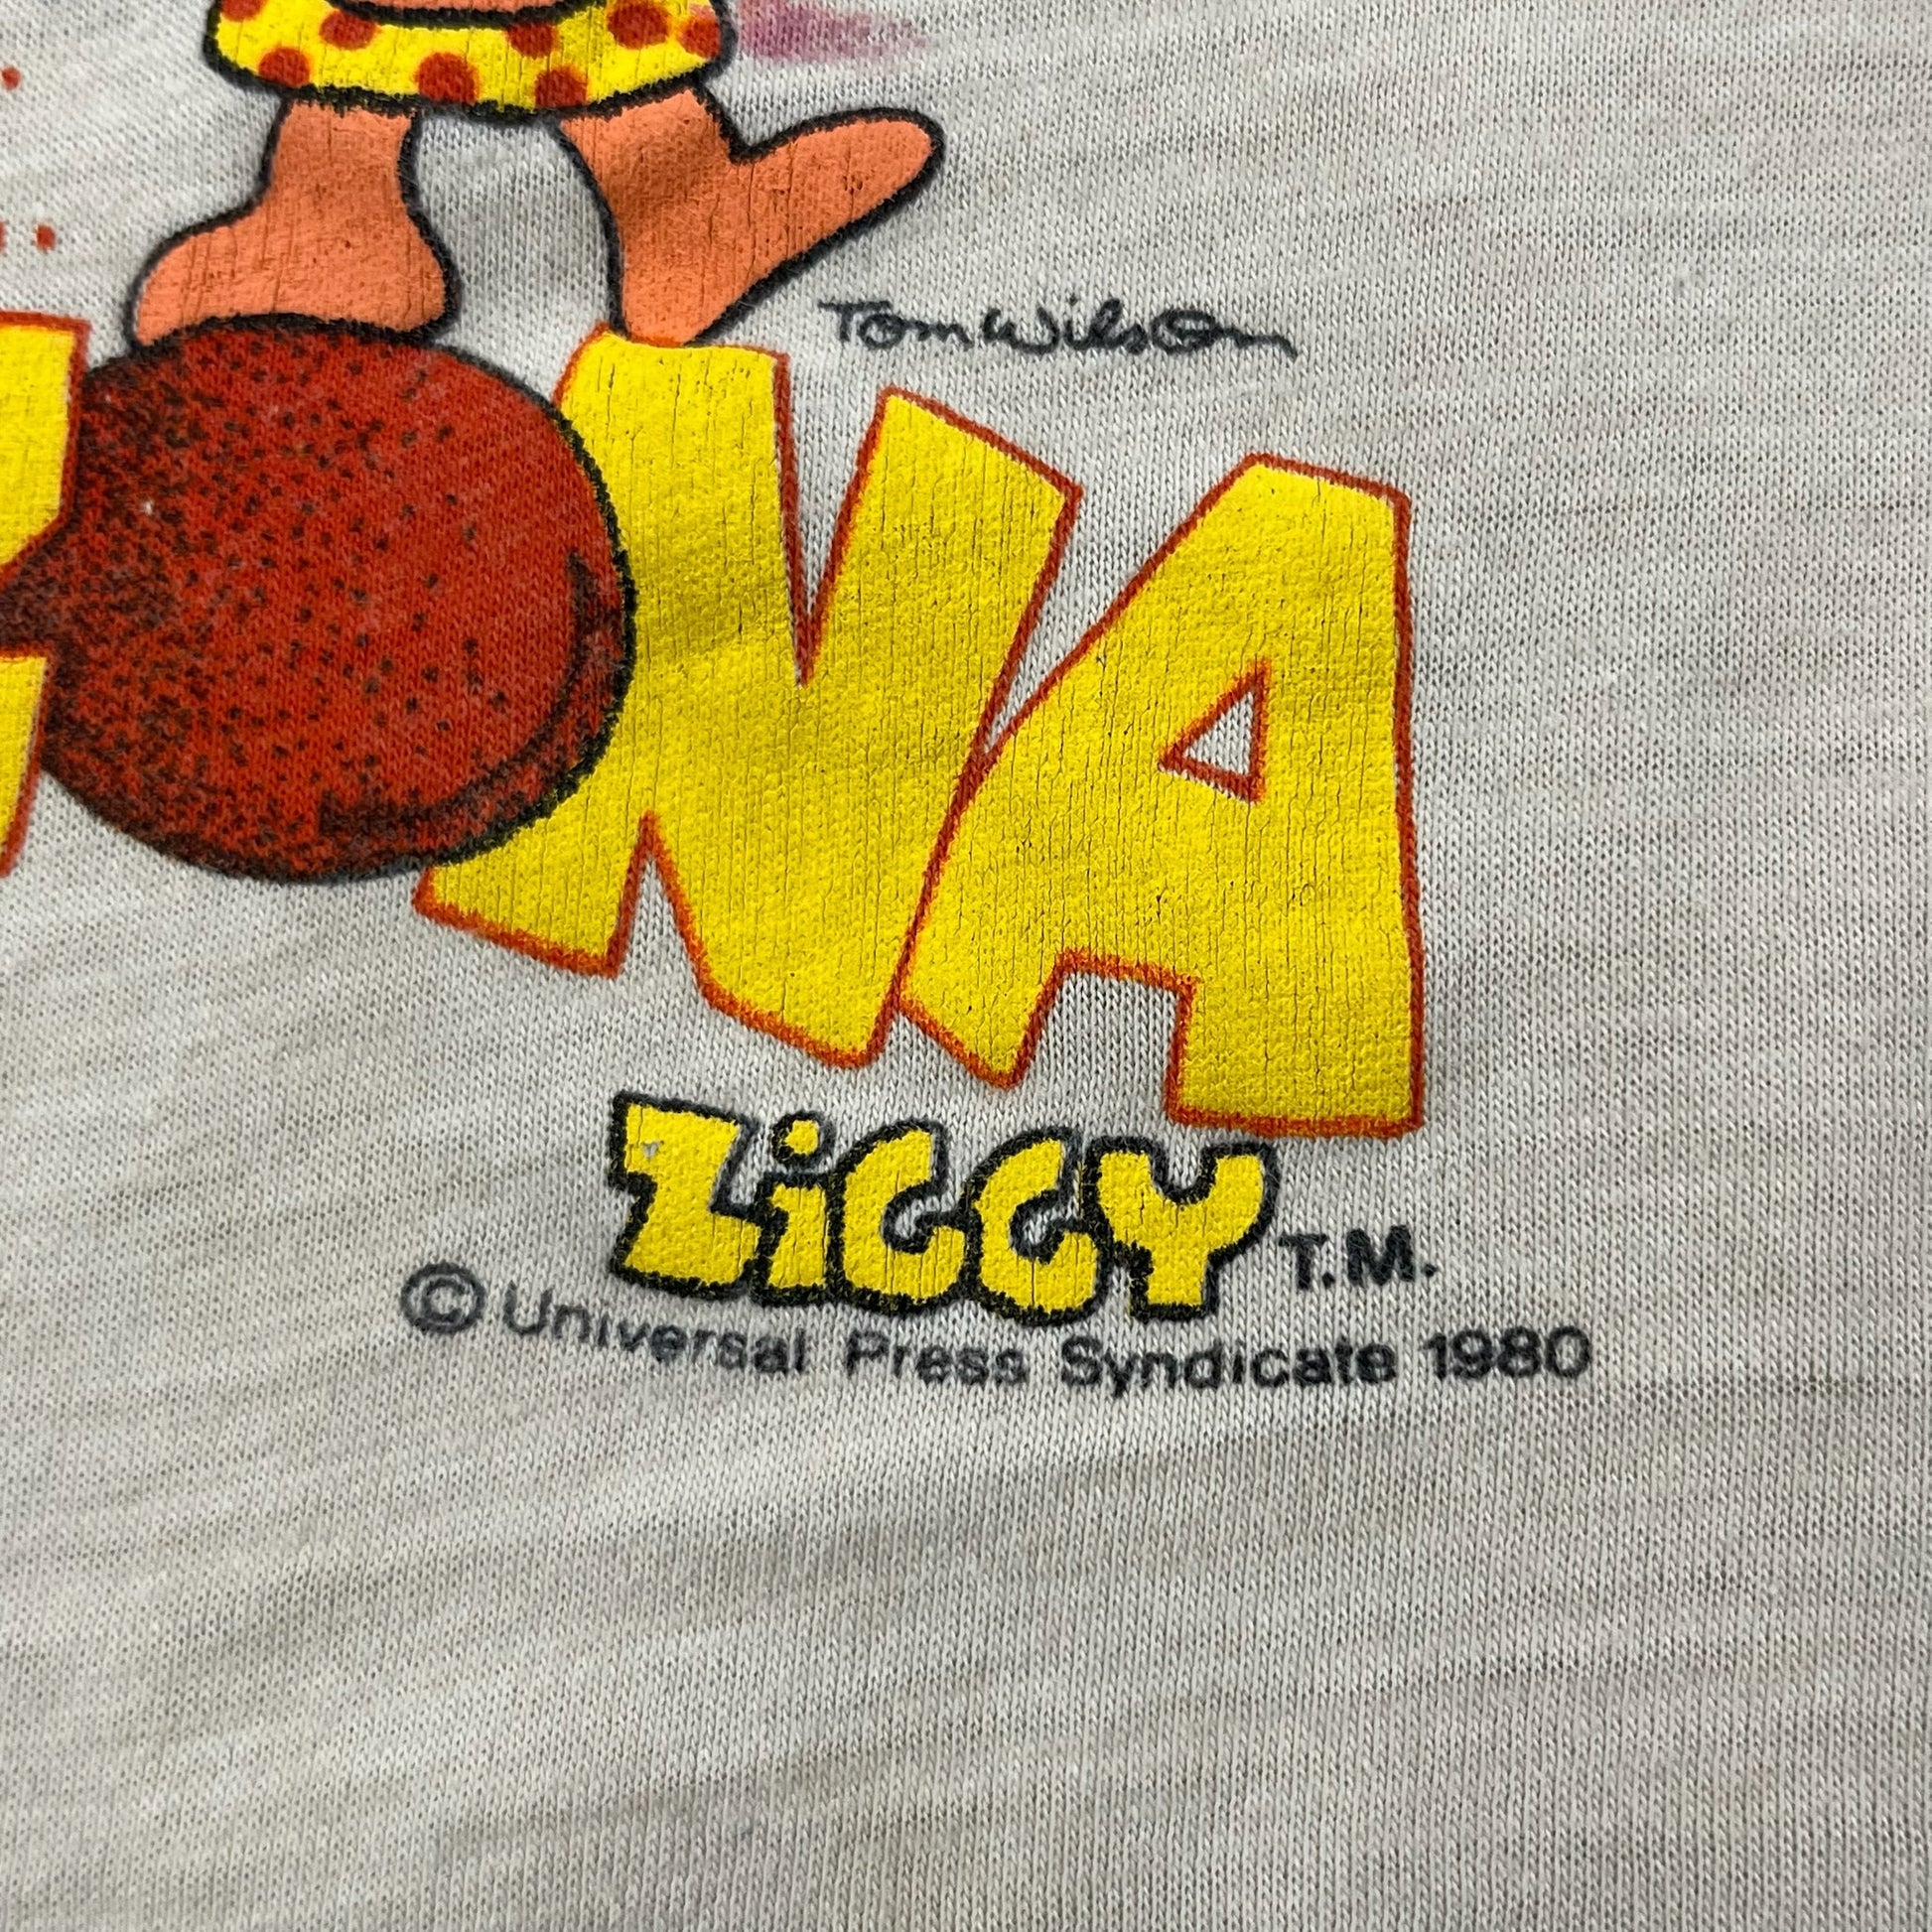 Tom Wilson
NA
ZiGGY T.M.
© Universal Press Syndicate 1980